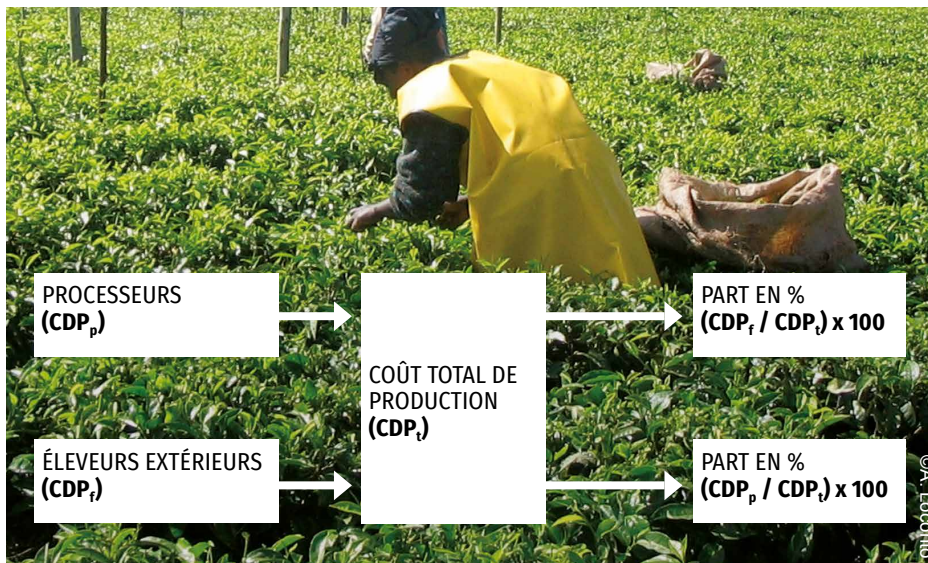 PROCESSEURS
(CDPp)
COÛT TOTAL DE
PRODUCTION
(CDPt)
PART EN %
(CDPf / CDPt) x 100
ÉLEVEURS EXTÉRIEURS
(CDPf)
PART EN %
(CDPp / CDPt) x 100
©A. Loconto